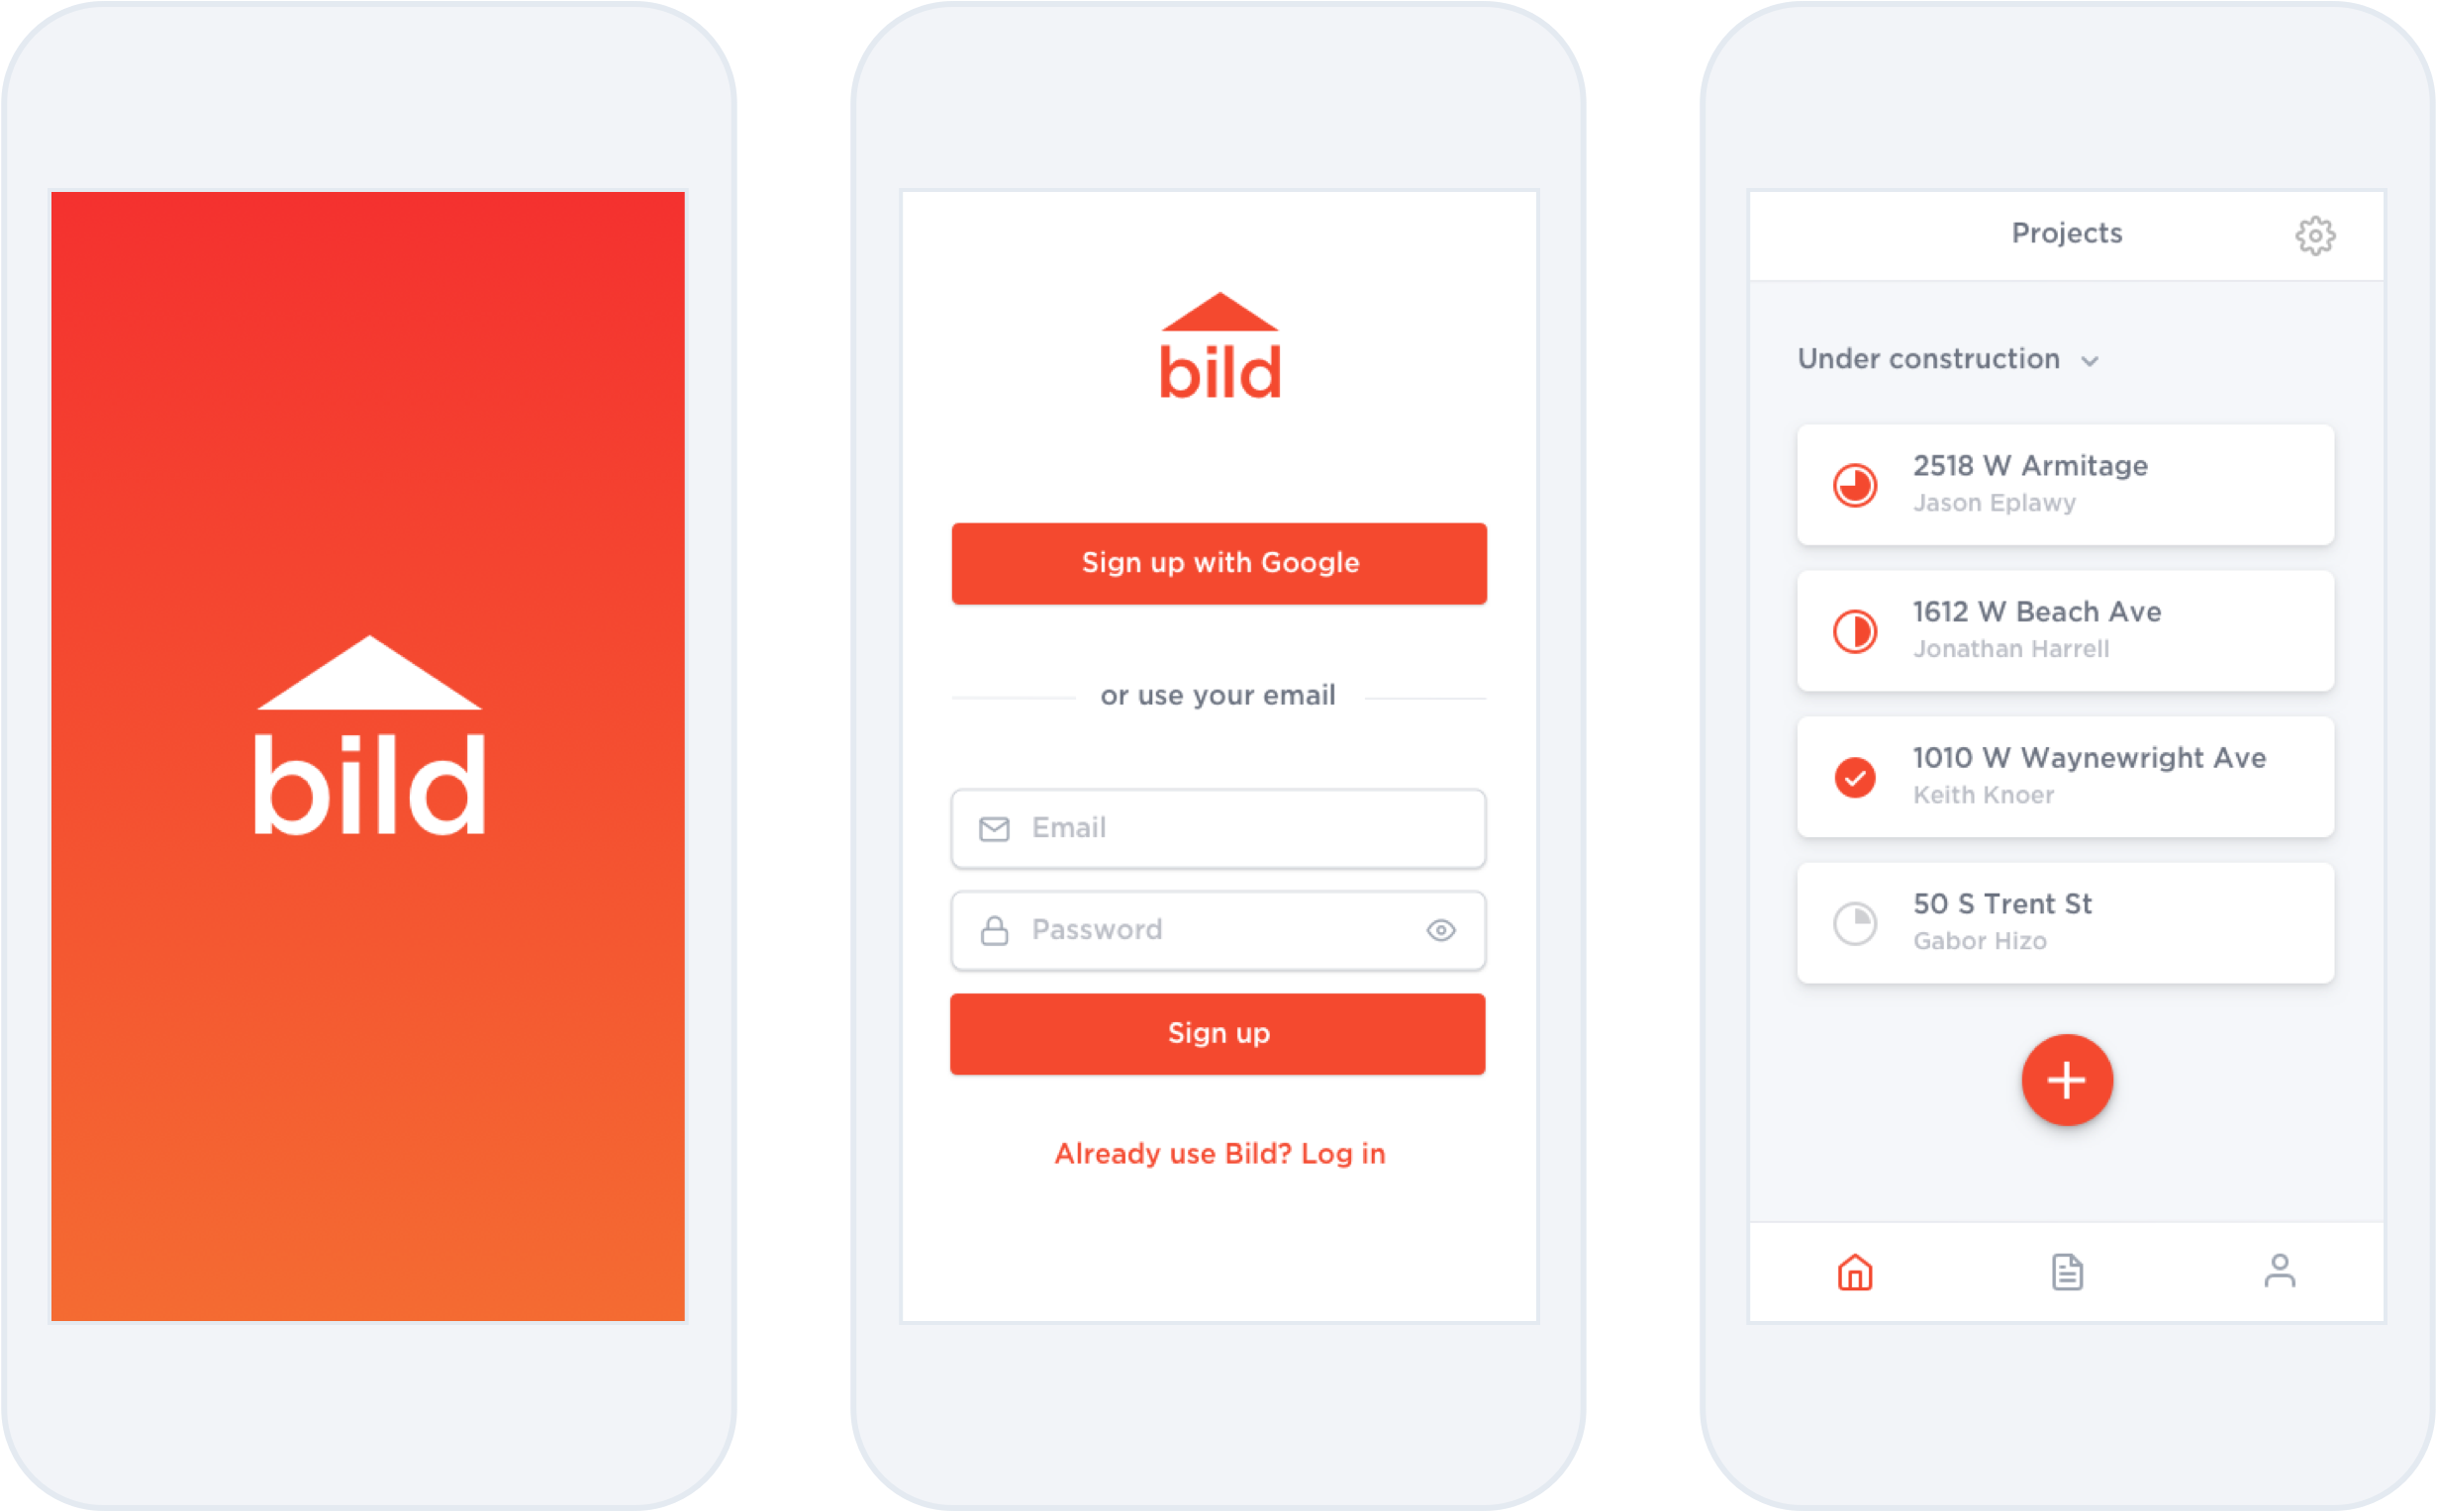 bild
bild
Sign up with Google
or use your email
Email
Password
Sign up
Already use Bild? Log in
Projects
Under construction
2518 W Armitage
Jason Eplawy
1612 W Beach Ave
Jonathan Harrell
1010 W Waynewright Ave
Keith Knoer
50 S Trent St
Gabor Hizo